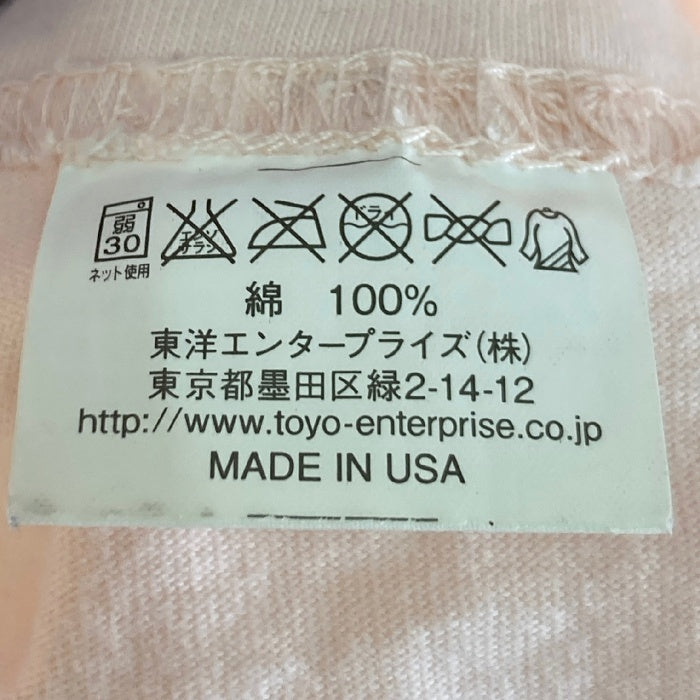 弱
30
ネット使用
エンソ
サラシ
ドライ
綿 100%
東洋エンタープライズ(株)
東京都墨田区緑2-14-12
http://www.toyo-enterprise.co.jp
MADE IN USA